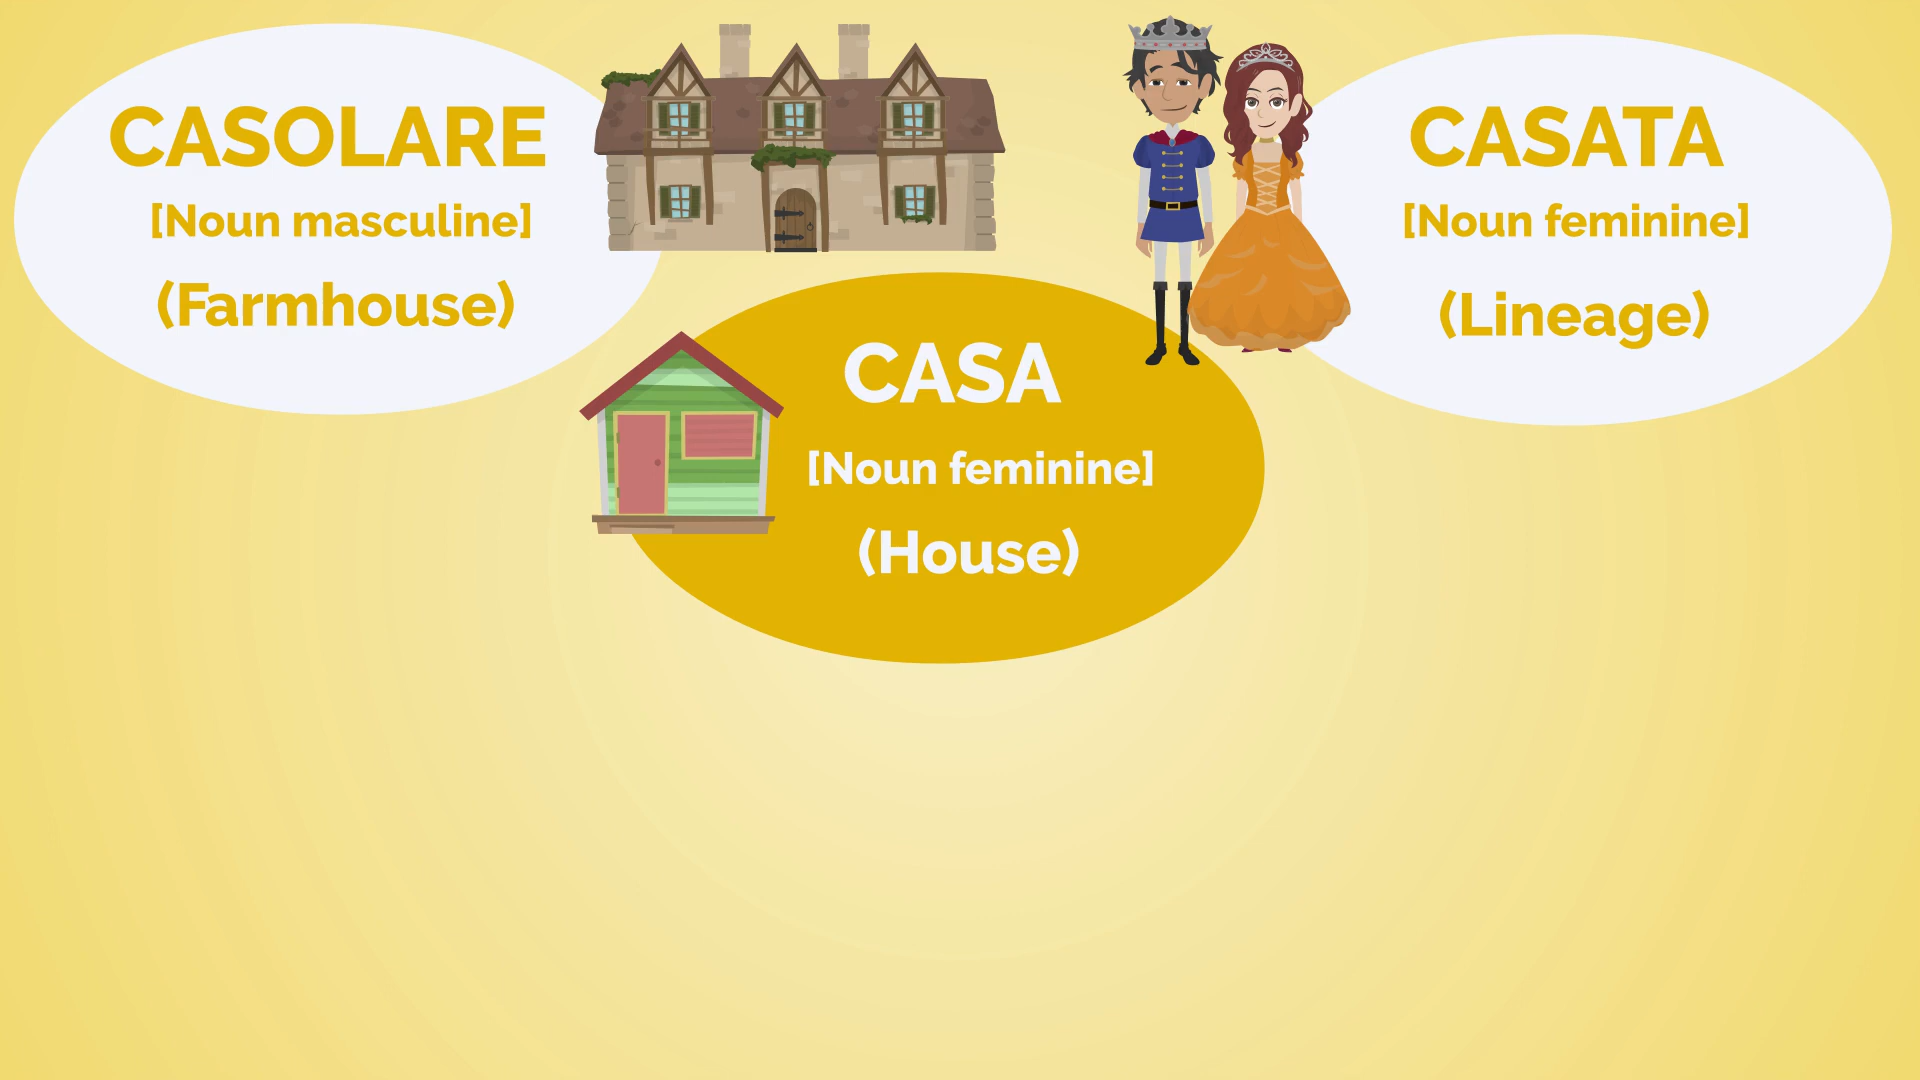 CASOLARE
[Noun masculine]
(Farmhouse)
CASA
[Noun feminine]
(House)
CASATA
[Noun feminine]
(Lineage)